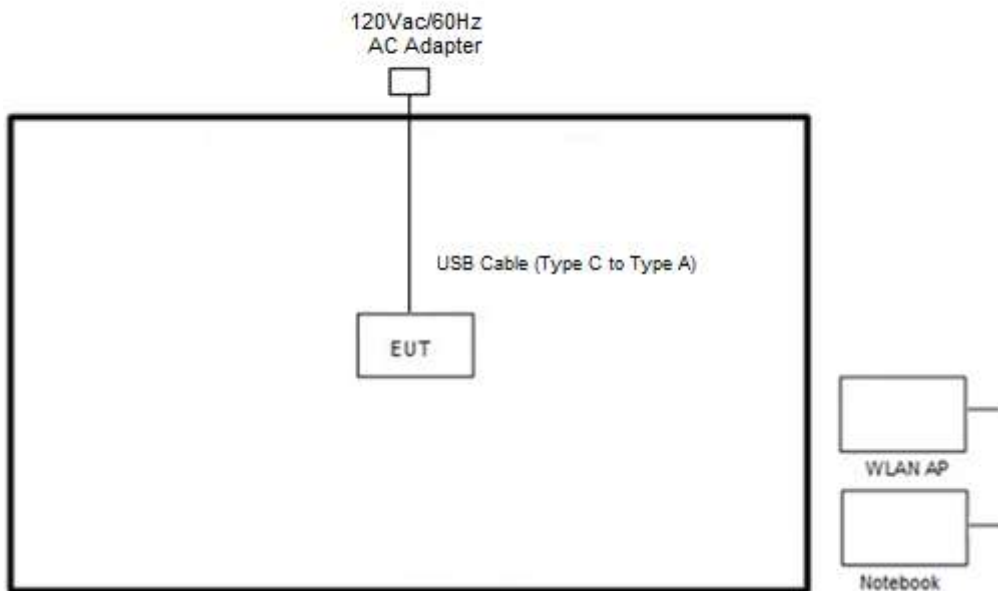 120Vac/60Hz
AC Adapter
USB Cable (Type C to Type A)
EUT
WLAN AP
Notebook